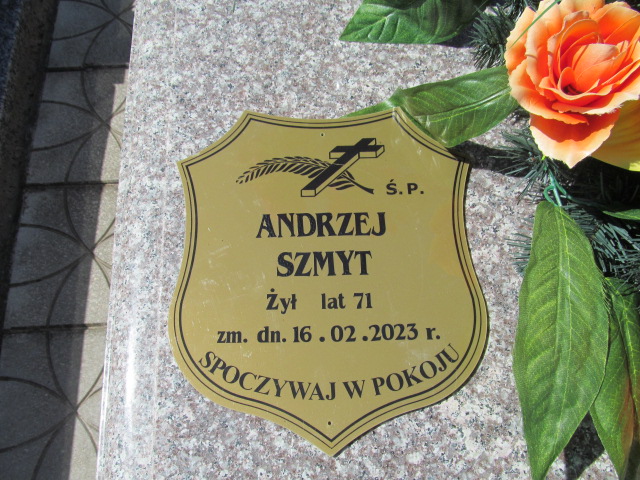 Ś.P.
ANDRZEJ
SZMYT
Żył lat 71
zm. dn. 16.02.2023 r.
SPOCZYWAJ W POKOJU